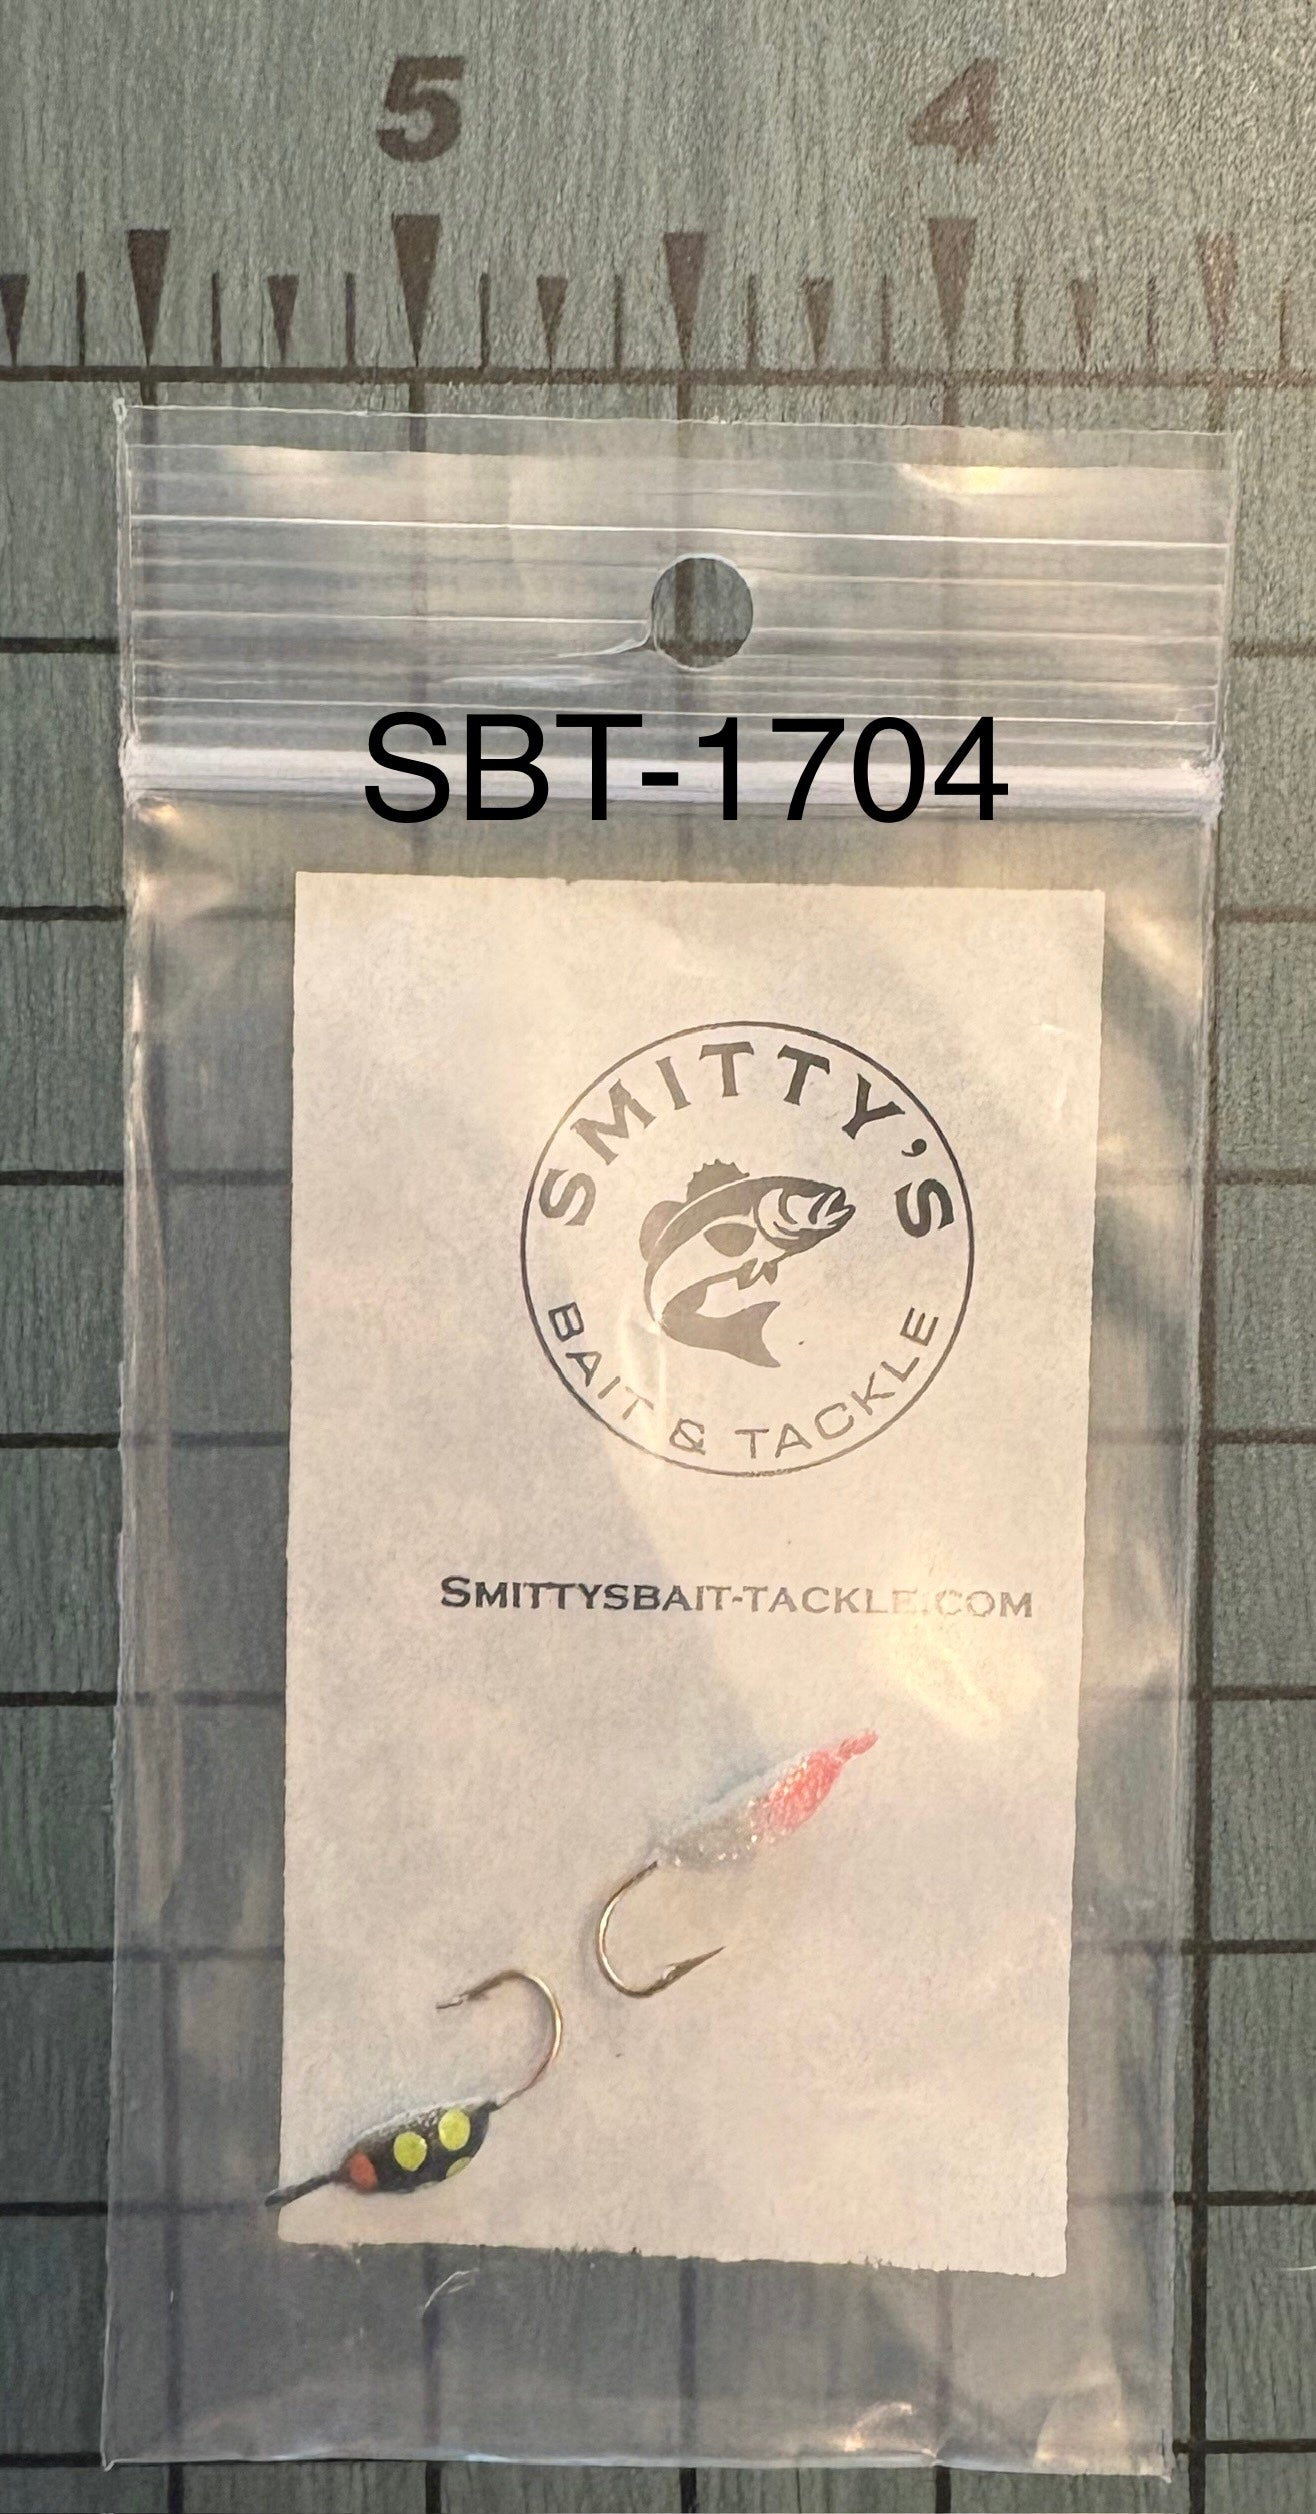 5 4
SBT-1704
SMITTY'S
BAIT & TACKLE
SMITTYSBAIT-TACKLE.COM